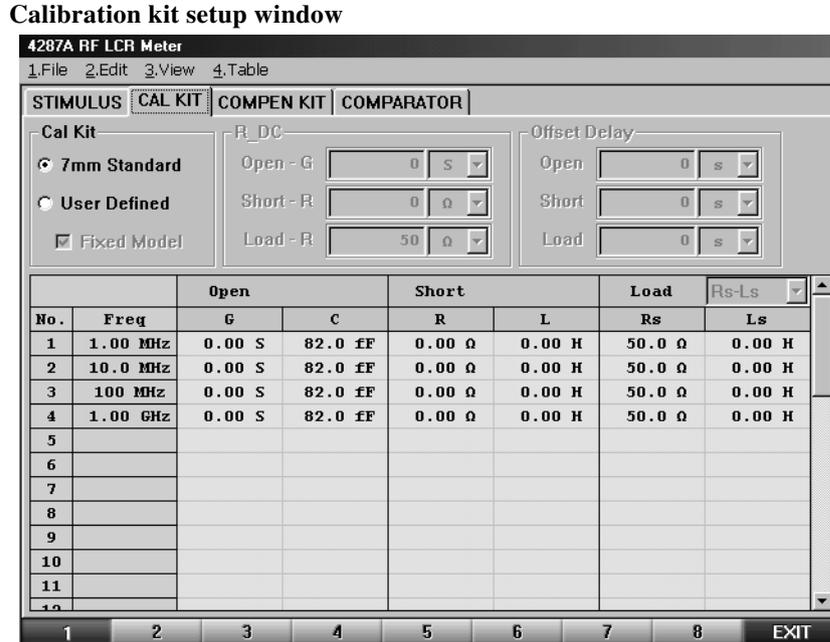 Calibration kit setup window
4287A RF LCR Meter
1.File 2.Edit 3.View 4.Table
STIMULUS CAL KIT COMPEN KIT COMPARATOR
Cal Kit R_DC Offset Delay
7mm Standard Open - G 0 S Open 0 s
User Defined Short - R 0 Ω Short 0 s
Fixed Model Load - R 50 Ω Load 0 s
Open Short Load Rs-Ls
No. Freq G C R L Rs Ls
1 1.00 MHz 0.00 S 82.0 fF 0.00 Ω 0.00 H 50.0 Ω 0.00 H
2 10.0 MHz 0.00 S 82.0 fF 0.00 Ω 0.00 H 50.0 Ω 0.00 H
3 100 MHz 0.00 S 82.0 fF 0.00 Ω 0.00 H 50.0 Ω 0.00 H
4 1.00 GHz 0.00 S 82.0 fF 0.00 Ω 0.00 H 50.0 Ω 0.00 H
5
6
7
8
9
10
11
12
1 2 3 4 5 6 7 8 EXIT